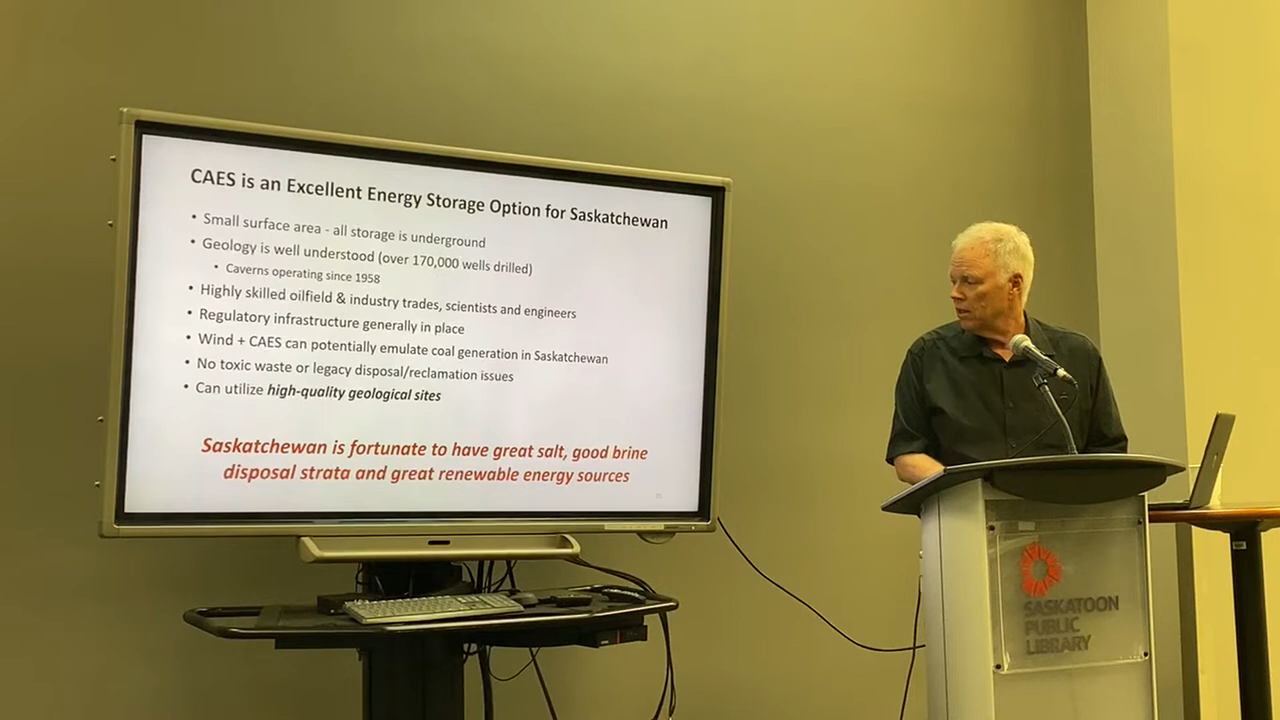 CAES is an Excellent Energy Storage Option for Saskatchewan
• Small surface area - all storage is underground
• Geology is well understood (over 170,000 wells drilled)
• Caverns operating since 1958
• Highly skilled oilfield & industry trades, scientists and engineers
• Regulatory infrastructure generally in place
• Wind + CAES can potentially emulate coal generation in Saskatchewan
• No toxic waste or legacy disposal/reclamation issues
• Can utilize high-quality geological sites
Saskatchewan is fortunate to have great salt, good brine
disposal strata and great renewable energy sources
SASKATOON
PUBLIC
LIBRARY